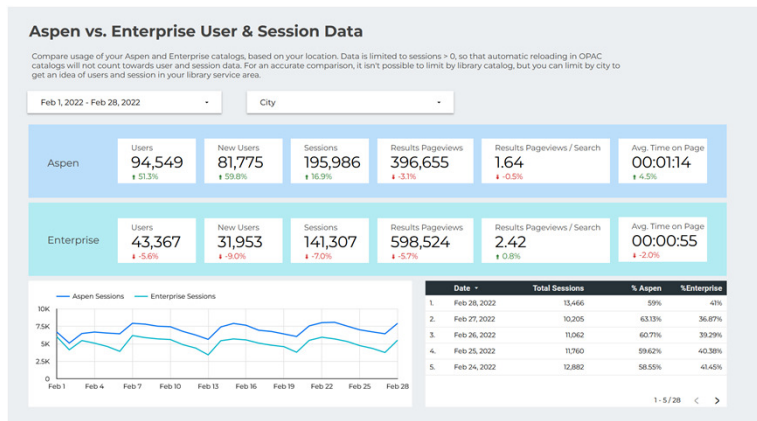 Aspen vs. Enterprise User & Session Data
Compare usage of your Aspen and Enterprise catalogs, based on your location. Data is limited to sessions > 0, so that automatic reloading in OPAC
catalogs will not count towards user and session data. For an accurate comparison, it isn't possible to limit by library catalog, but you can limit by city to
get an idea of users and session in your library service area.
Feb 1, 2022 - Feb 28, 2022
City
Aspen
Users
94,549
51.3%
New Users
81,775
59.8%
Sessions
195,986
16.9%
Results Pageviews
396,655
-3.1%
Results Pageviews / Search
1.64
-0.5%
Avg. Time on Page
00:01:14
4.5%
Enterprise
Users
43,367
-5.6%
New Users
31,953
-9.0%
Sessions
141,307
-7.0%
Results Pageviews
598,524
-5.7%
Results Pageviews / Search
2.42
0.8%
Avg. Time on Page
00:00:55
-2.0%
Aspen Sessions Enterprise Sessions
10K
7.5K
5K
2.5K
0
Feb 1 Feb 4 Feb 7 Feb 10 Feb 13 Feb 16 Feb 19 Feb 22 Feb 25 Feb 28
Date Total Sessions % Aspen %Enterprise
1. Feb 28, 2022 13,466 59% 41%
2. Feb 27, 2022 10,205 63.13% 36.87%
3. Feb 26, 2022 11,062 60.71% 39.29%
4. Feb 25, 2022 11,760 59.62% 40.38%
5. Feb 24, 2022 12,882 58.55% 41.45%
1 - 5 / 28 < >